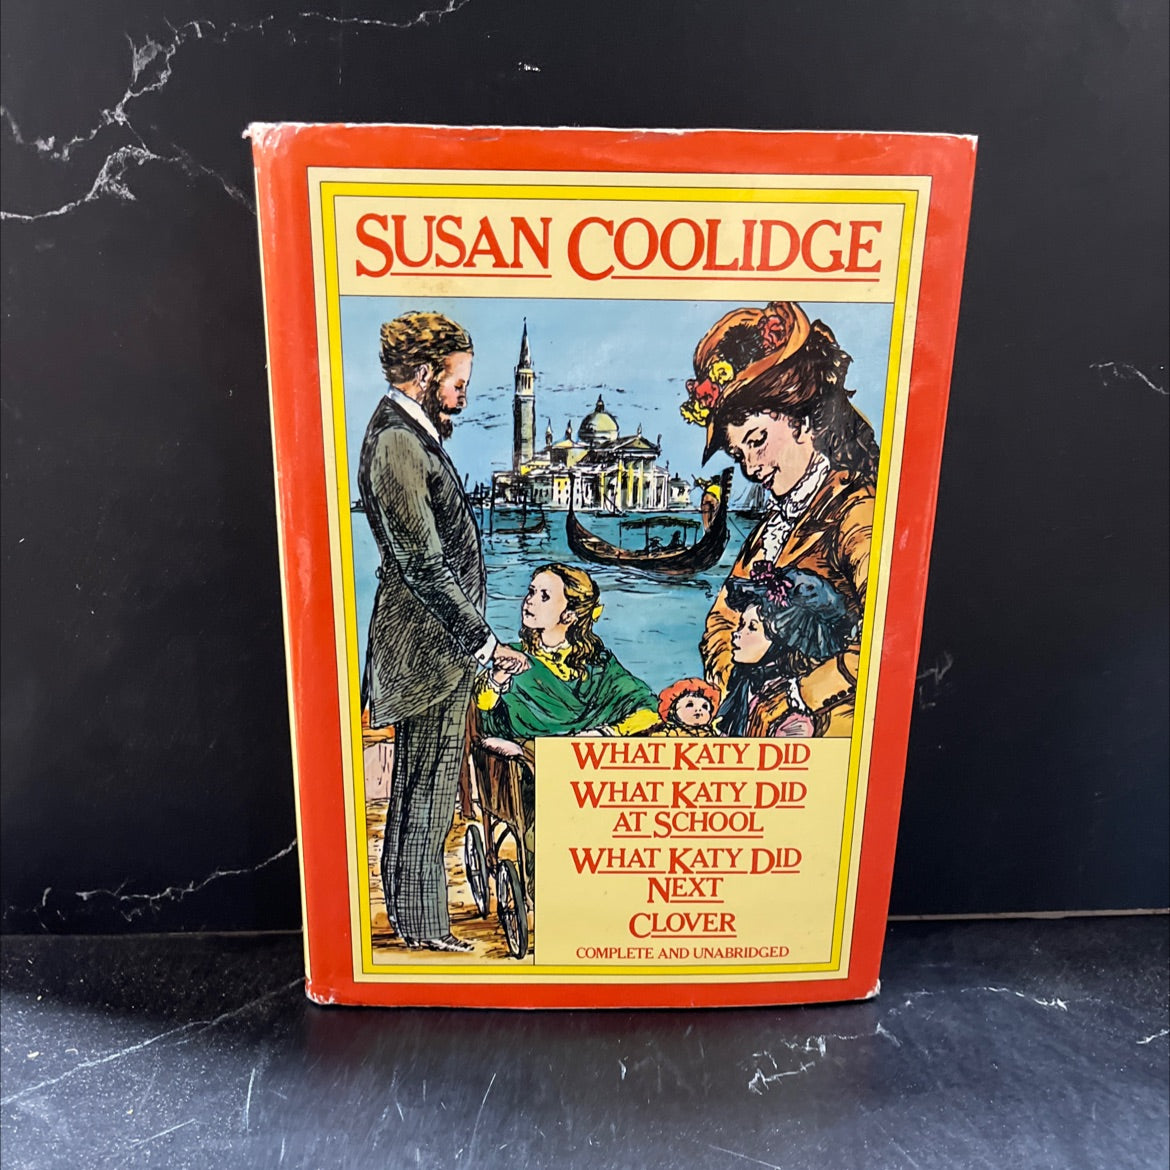 SUSAN COOLIDGE
WHAT KATY DID
WHAT KATY DID
AT SCHOOL
WHAT KATY DID
NEXT
CLOVER
COMPLETE AND UNABRIDGED